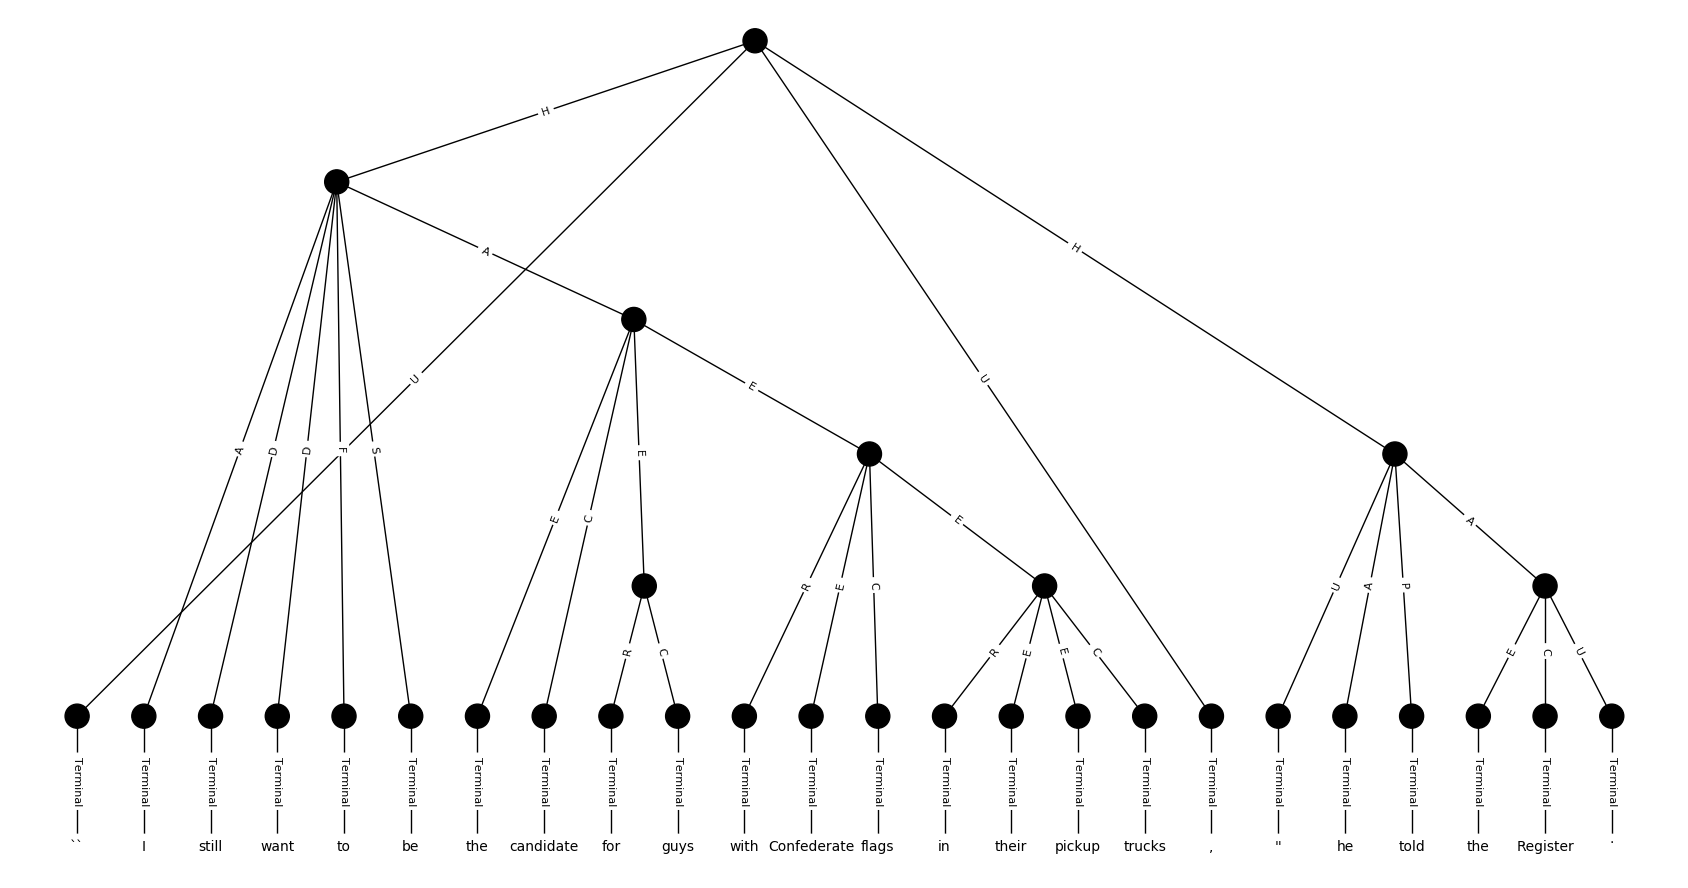 H
A
U
H
E
U
A D D F S
E
E C
E
A
R E C
U A P
R C
R E E C
E C U
Terminal Terminal Terminal Terminal Terminal Terminal Terminal Terminal Terminal Terminal Terminal Terminal Terminal Terminal Terminal Terminal Terminal Terminal Terminal Terminal Terminal Terminal Terminal Terminal
`` I still want to be the candidate for guys with Confederate flags in their pickup trucks , " he told the Register .